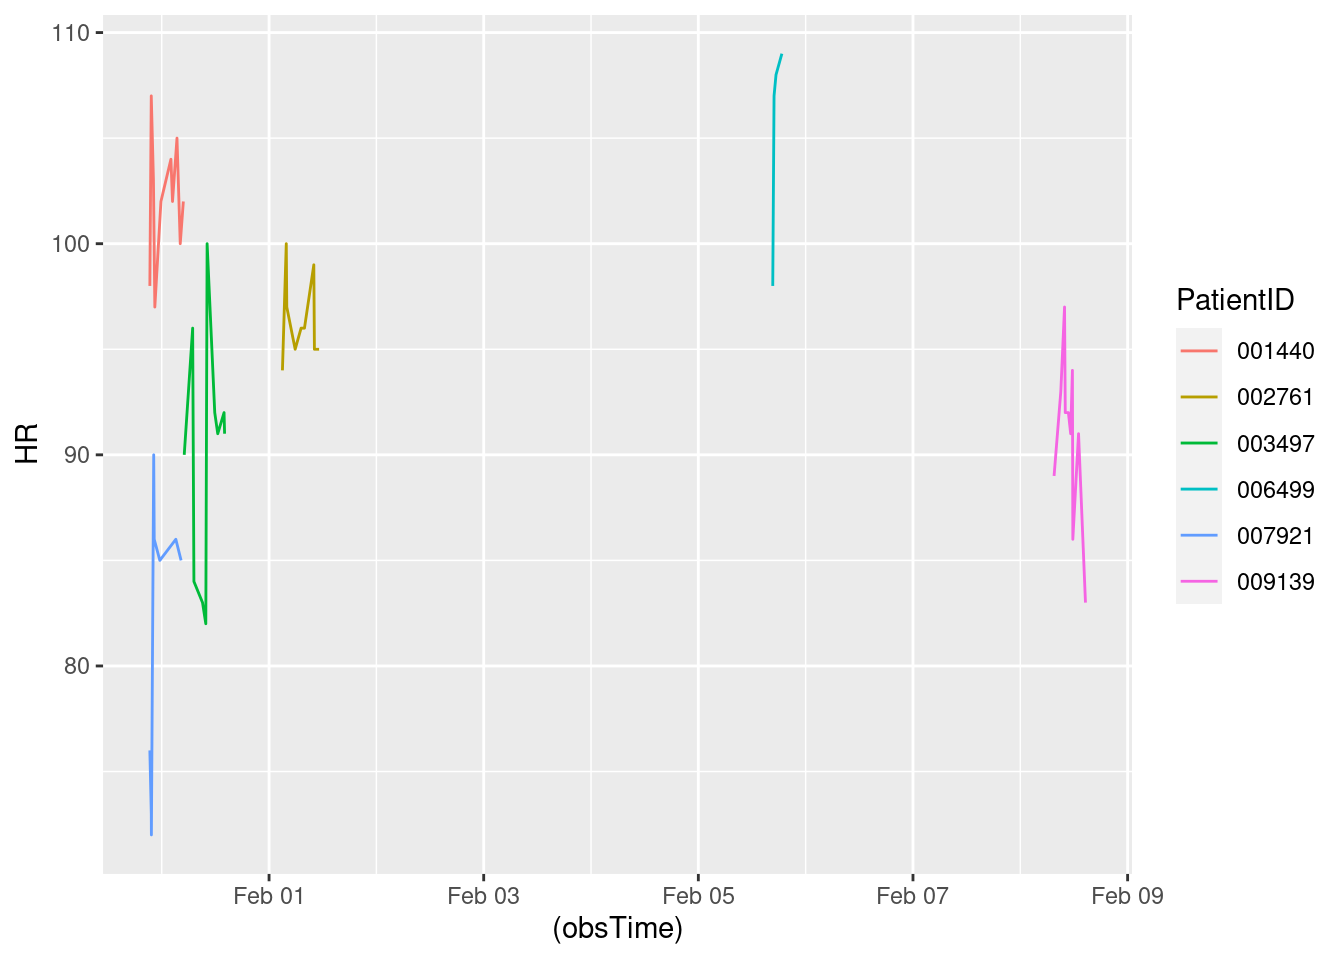 110
100
90
80
HR
Feb 01
Feb 03
Feb 05
Feb 07
Feb 09
(obsTime)
PatientID
001440
002761
003497
006499
007921
009139